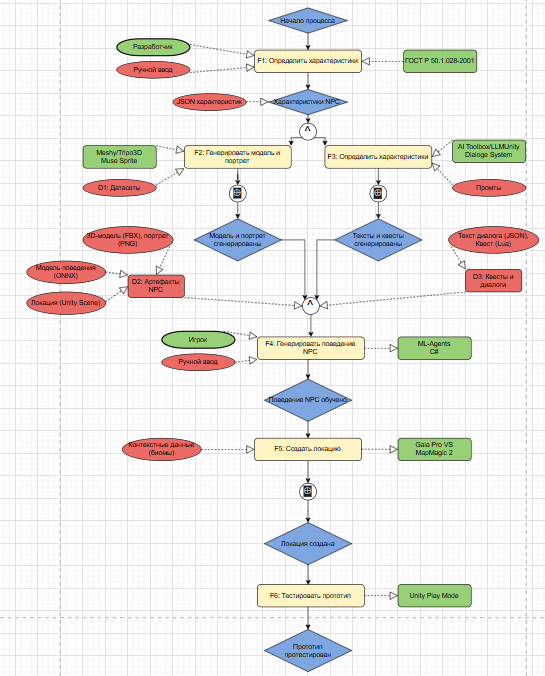 Начало процесса
Разработчик
Ручной ввод
F1: Определить характеристики
ГОСТ Р 50.1.028-2001
JSON характеристик
Характеристики NPC
^
Meshy/Tripo3D
Muse Sprite
F2: Генерировать модель и
портрет
F3: Определить характеристики
AI Toolbox/LLMUnity
Dialoge System
D1: Датасеты
Промты
Модель и портрет
сгенерированы
Тексты и квесты
сгенерированы
3D-модель (FBX), портрет
(PNG)
Текст диалога (JSON),
Квест (Lua)
Модель поведения
(ONNX)
Локация (Unity Scene)
D2: Артефакты
NPC
D3: Квесты и
диалоги
^
Игрок
Ручной ввод
F4: Генерировать поведение
NPC
ML-Agents
C#
Поведение NPC обучено
Контекстные данные
(биомы)
F5: Создать локацию
Gaia Pro VS
MapMagic 2
Локация создана
F6: Тестировать прототип
Unity Play Mode
Прототип
протестирован